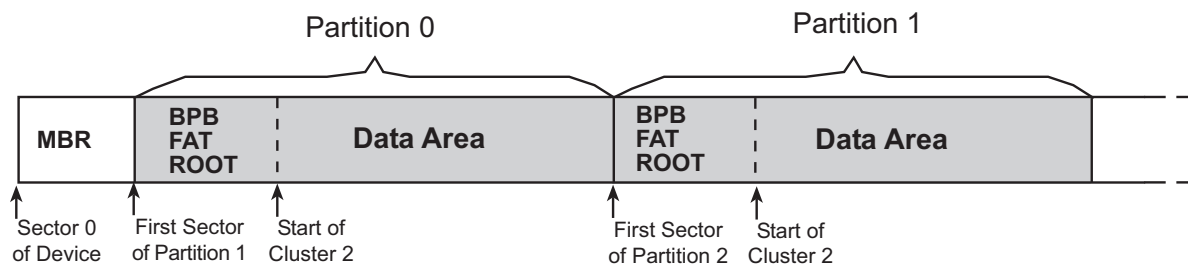 Partition 0
Partition 1
MBR
BPB
FAT
ROOT
Data Area
BPB
FAT
ROOT
Data Area
Sector 0
of Device
First Sector
of Partition 1
Start of
Cluster 2
First Sector
of Partition 2
Start of
Cluster 2